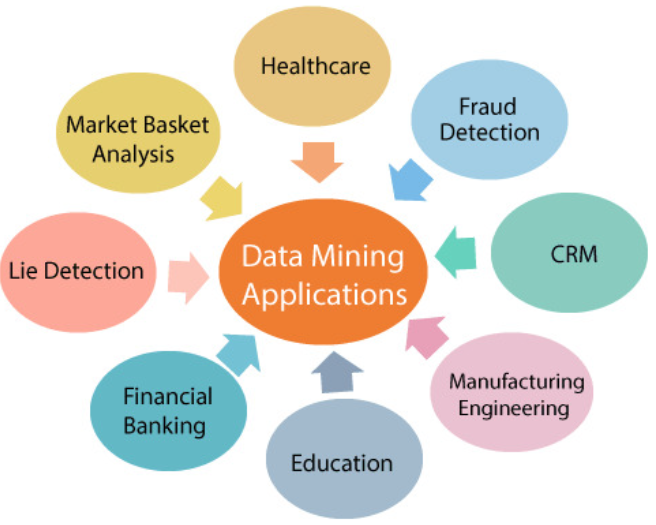 Healthcare
Fraud
Detection
CRM
Manufacturing
Engineering
Education
Financial
Banking
Lie Detection
Market Basket
Analysis
Data Mining
Applications